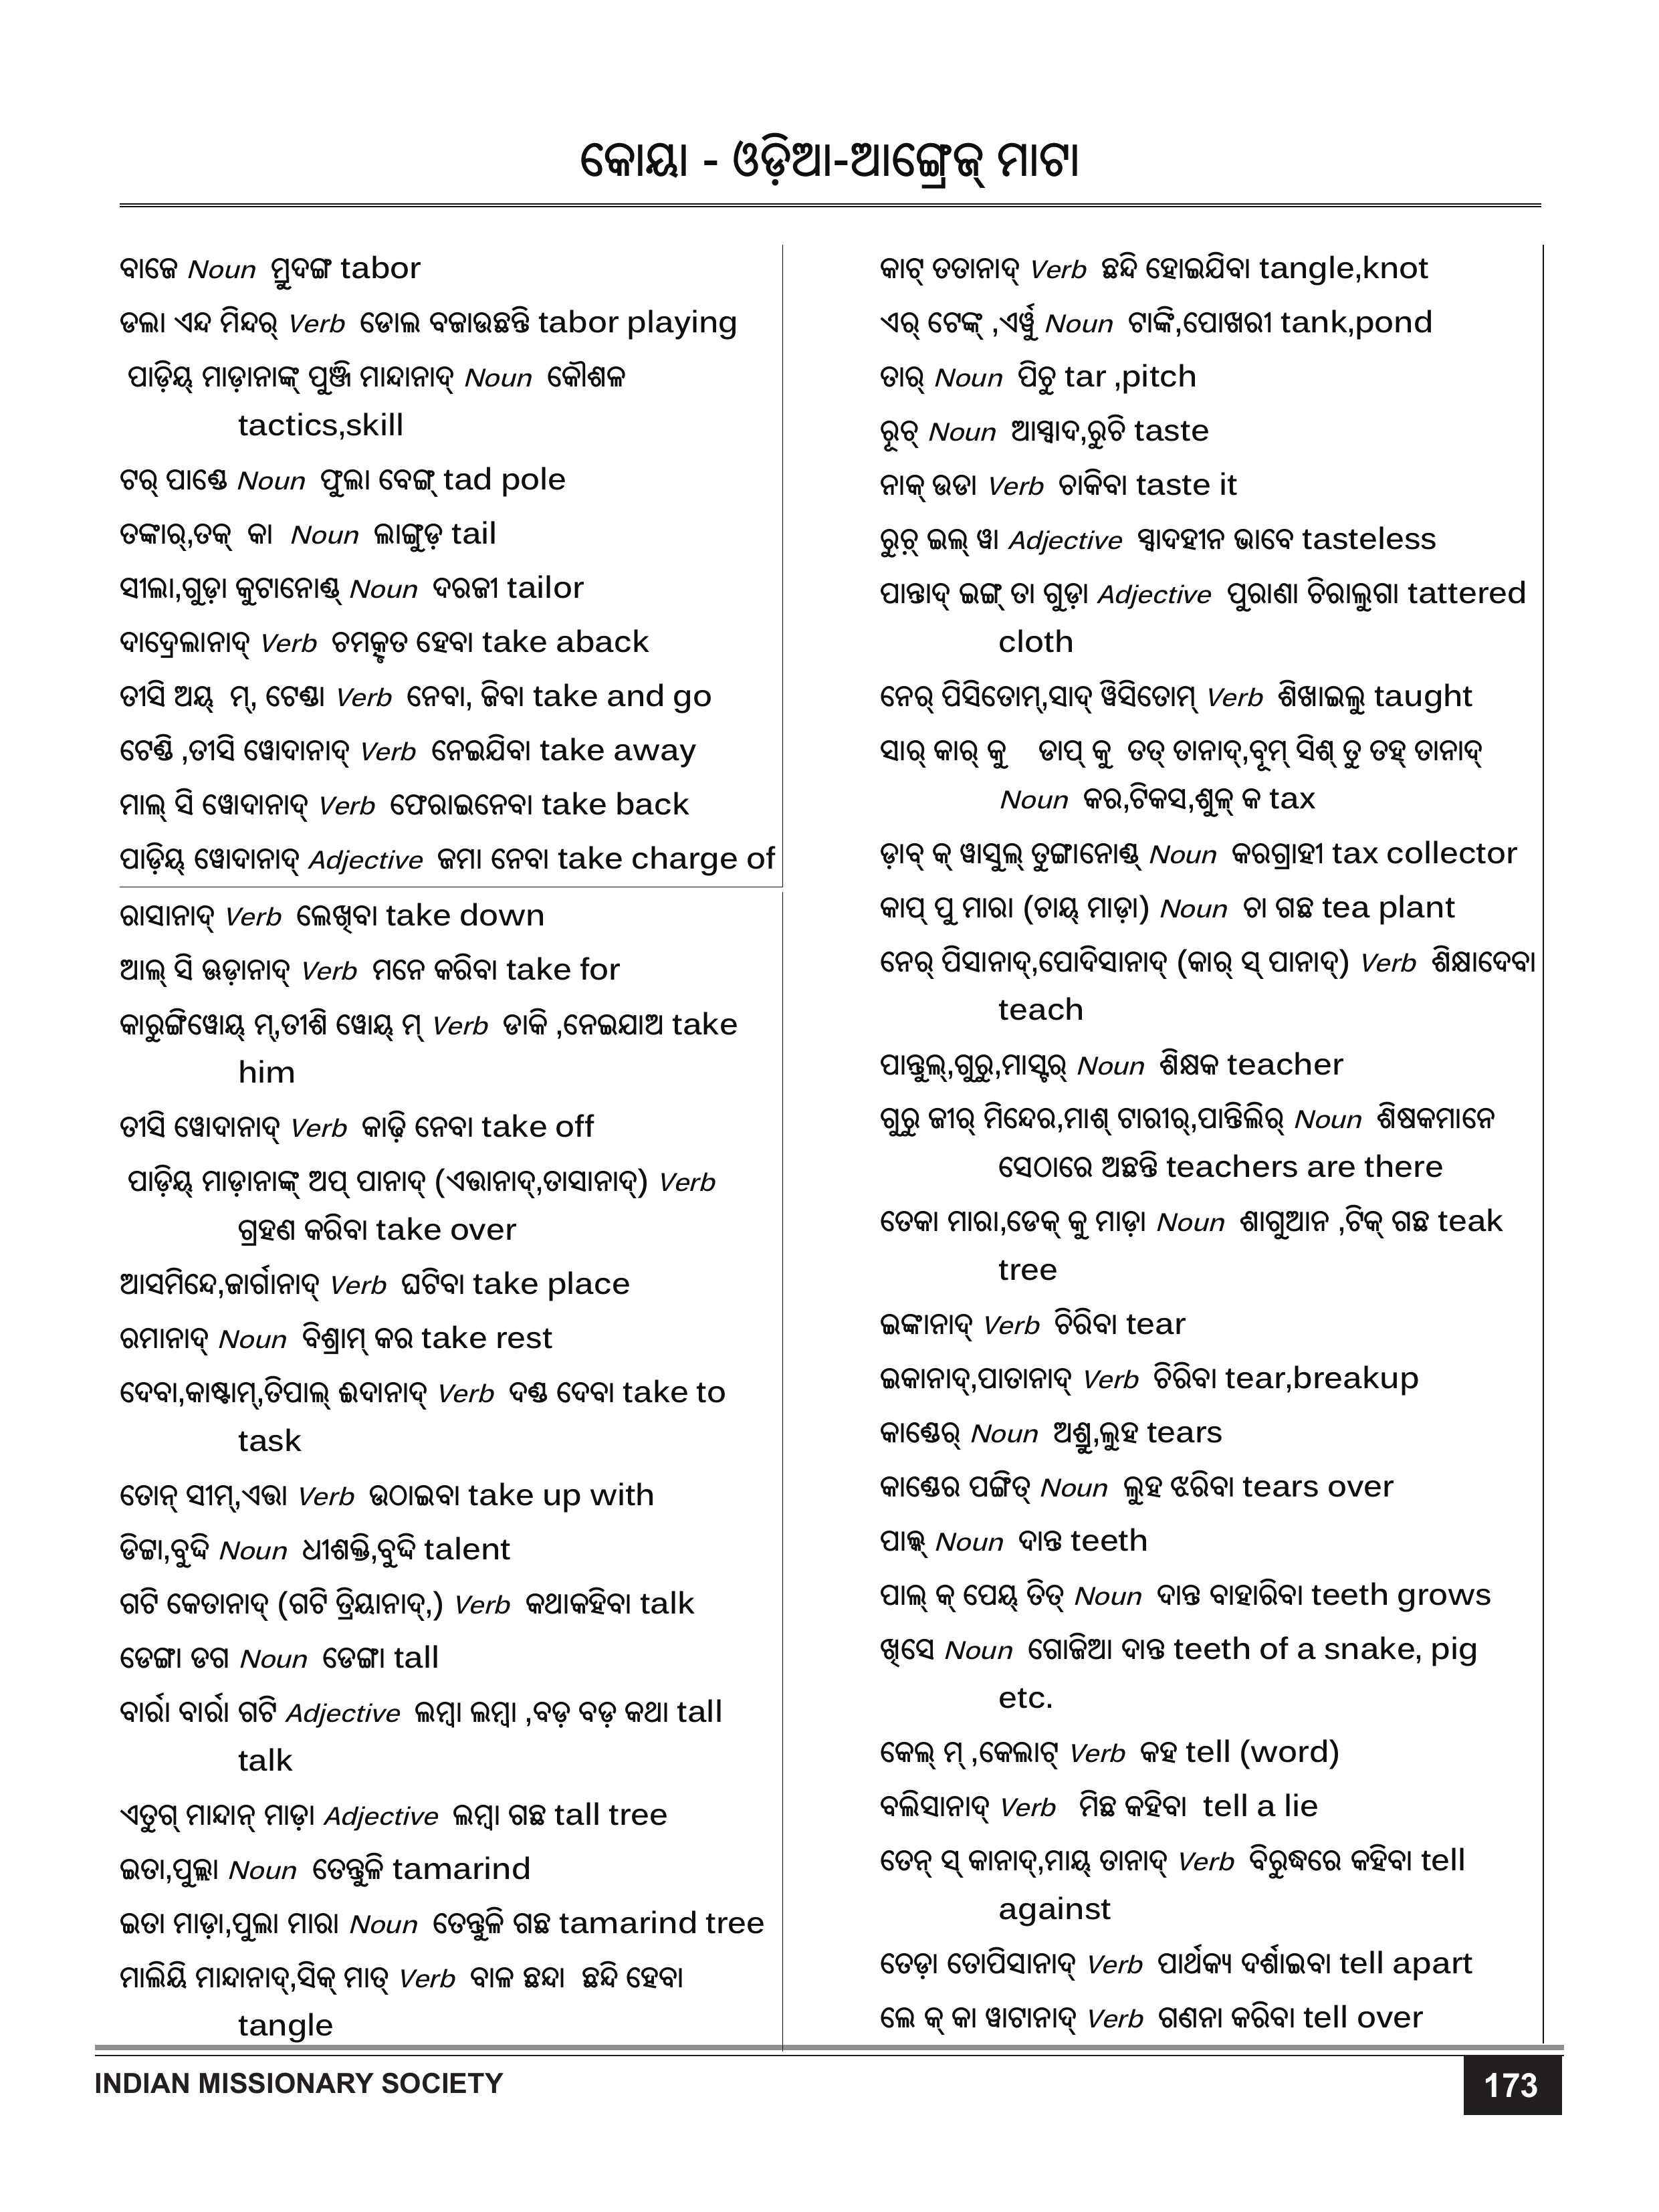 କୋୟା - ଓଡ଼ିଆ-ଆଙ୍ଗ୍ରେଜ୍ ମାଟା
ବାଜେ Noun ମ୍ରୁଦଙ୍ଗ tabor
ଡଲା ଏନ୍ଦ ମିନ୍ଦର୍ Verb ଡୋଲ ବଜାଉଛନ୍ତି tabor playing
ପାଡ଼ିୟ୍ ମାଡ଼ାନାଙ୍କ୍ ପୁଞ୍ଜି ମାନ୍ଦାନାଦ୍ Noun କୌଶଳ
tactics,skill
ଟର୍ ପାଣ୍ଡେ Noun ଫୁଲା ବେଙ୍ଗ୍ tad pole
ତଙ୍କାର୍,ତକ୍ କା Noun ଲାଙ୍ଗୁଡ଼ tail
ସୀଲା,ଗୁଡ଼ା କୁଟାନୋଣ୍ଡ୍ Noun ଦରଜୀ tailor
ଦାଦ୍ରେଲାନାଦ୍ Verb ଚମତ୍କୃତ ହେବା take aback
ତୀସି ଅୟ୍ ମ୍, ଟେଣ୍ଡା Verb ନେବା, ଜିବା take and go
ଟେଣ୍ଡି ,ତୀସି ୱୋଦାନାଦ୍ Verb ନେଇଯିବା take away
ମାଲ୍ ସି ୱୋଦାନାଦ୍ Verb ଫେରାଇନେବା take back
ପାଡ଼ିୟ୍ ୱୋଦାନାଦ୍ Adjective ଜମା ନେବା take charge of
ରାସାନାଦ୍ Verb ଲେଖିବା take down
ଆଲ୍ ସି ଊଡ଼ାନାଦ୍ Verb ମନେ କରିବା take for
କାରୁଙ୍ଗିୱୋୟ୍ ମ୍,ତୀଶି ୱୋୟ୍ ମ୍ Verb ଡାକି ,ନେଇଯାଅ take
him
ତୀସି ୱୋଦାନାଦ୍ Verb କାଢ଼ି ନେବା take off
ପାଡ଼ିୟ୍ ମାଡ଼ାନାଙ୍କ୍ ଅପ୍ ପାନାଦ୍ (ଏଭାନାଦ୍,ତାସାନାଦ୍) Verb
ଗ୍ରହଣ କରିବା take over
ଆସମିନ୍ଦେ,ଜାର୍ଗାନାଦ୍ Verb ଘଟିବା take place
ରମାନାଦ୍ Noun ବିଶ୍ରାମ୍ କର take rest
ଦେବା,କାଷ୍ଟାମ୍,ତିପାଲ୍ ଈଦାନାଦ୍ Verb ଦଣ୍ଡ ଦେବା take to
task
ତୋନ୍ ସୀମ୍,ଏତ୍ତା Verb ଉଠାଇବା take up with
ଡିଟ୍ଟା,ବୁଦ୍ଦି Noun ଧୀଶକ୍ତି,ବୁଦ୍ଦି talent
ଗଟି କେତାନାଦ୍ (ଗଟି ତ୍ରିୟାନାଦ୍,) Verb କଥାକହିବା talk
ଡେଙ୍ଗା ଡଗ Noun ଡେଙ୍ଗା tall
ବାର୍ରା ବାର୍ରା ଗଟି Adjective ଲମ୍ବା ଲମ୍ବା ,ବଡ଼ ବଡ଼ କଥା tall
talk
ଏତୁଗ୍ ମାନ୍ଦାନ୍ ମାଡ଼ା Adjective ଲମ୍ବା ଗଛ tall tree
ଇତା,ପୁଲ୍ଲା Noun ତେନ୍ତୁଳି tamarind
ଇତା ମାଡ଼ା,ପୁଲା ମାରା Noun ତେନ୍ତୁଳି ଗଛ tamarind tree
ମାଲିୟି ମାନ୍ଦାନାଦ୍,ସିକ୍ ମାତ୍ Verb ବାଳ ଛନ୍ଦା ଛନ୍ଦି ହେବା
tangle
କାଟ୍ ତତାନାଦ୍ Verb ଛନ୍ଦି ହୋଇଯିବା tangle,knot
ଏର୍ ଟେଙ୍କ୍ ,ଏର୍ୱୁ Noun ଟାଙ୍କି,ପୋଖରୀ tank,pond
ତାର୍ Noun ପିଚୁ tar ,pitch
ରୂଚ୍ Noun ଆସ୍ୱାଦ,ରୁଚି taste
ନାକ୍ ଉଡା Verb ଚାକିବା taste it
ରୁଚ୍ ଇଲ୍ ୱା Adjective ସ୍ୱାଦହୀନ ଭାବେ tasteless
ପାନ୍ତାଦ୍ ଇଙ୍ଗ୍ ତା ଗୁଡ଼ା Adjective ପୁରାଣା ଚିରାଲୁଗା tattered
cloth
ନେର୍ ପିସିତୋମ୍,ସାଦ୍ ୱିସିତୋମ୍ Verb ଶିଖାଇଲୁ taught
ସାର୍ କାର୍ କୁ ଡାପ୍ କୁ ତତ୍ ତାନାଦ୍,ବୂମ୍ ସିଶ୍ ତୁ ତହ୍ ତାନାଦ୍
Noun କର,ଟିକସ,ଶୁଳ୍ କ tax
ଡ଼ାବ୍ କ୍ ୱାସୁଲ୍ ତୁଙ୍ଗାନୋଣ୍ଡ୍ Noun କରଗ୍ରାହୀ tax collector
କାପ୍ ପୁ ମାରା (ଚାୟ୍ ମାଡ଼ା) Noun ଚା ଗଛ tea plant
ନେର୍ ପିସାନାଦ୍,ପୋଦିସାନାଦ୍ (କାର୍ ସ୍ ପାନାଦ୍) Verb ଶିକ୍ଷାଦେବା
teach
ପାନ୍ତୁଲ୍,ଗୁରୁ,ମାସ୍ଟର୍ Noun ଶିକ୍ଷକ teacher
ଗୁରୁ ଜୀର୍ ମିନ୍ଦେର,ମାଶ୍ ଟାରୀର୍,ପାନ୍ତିଲିର୍ Noun ଶିଷକମାନେ
ସେଠାରେ ଅଛନ୍ତି teachers are there
ତେକା ମାରା,ଡେକ୍ କୁ ମାଡ଼ା Noun ଶାଗୁଆନ ,ଟିକ୍ ଗଛ teak
tree
ଇଙ୍କାନାଦ୍ Verb ଚିରିବା tear
ଇକାନାଦ୍,ପାତାନାଦ୍ Verb ଚିରିବା tear,breakup
କାଣ୍ଡେର୍ Noun ଅଶ୍ରୁ,ଲୁହ tears
କାଣ୍ଡେର ପଙ୍ଗିତ୍ Noun ଲୁହ ଝରିବା tears over
ପାଲ୍କ୍ Noun ଦାନ୍ତ teeth
ପାଲ୍ କ୍ ପେୟ୍ ତିତ୍ Noun ଦାନ୍ତ ବାହାରିବା teeth grows
ଖିସେ Noun ଗୋଜିଆ ଦାନ୍ତ teeth of a snake, pig
etc.
କେଲ୍ ମ୍ ,କେଲାଟ୍ Verb କହ tell (word)
ବଲିସାନାଦ୍ Verb ମିଛ କହିବା tell a lie
ତେନ୍ ସ୍ କାନାଦ୍,ମାୟ୍ ତାନାଦ୍ Verb ବିରୁଦ୍ଧରେ କହିବା tell
against
ତେଡ଼ା ତୋପିସାନାଦ୍ Verb ପାର୍ଥକ୍ୟ ଦର୍ଶାଇବା tell apart
ଲେ କ୍ କା ୱାଟାନାଦ୍ Verb ଗଣନା କରିବା tell over
INDIAN MISSIONARY SOCIETY
173